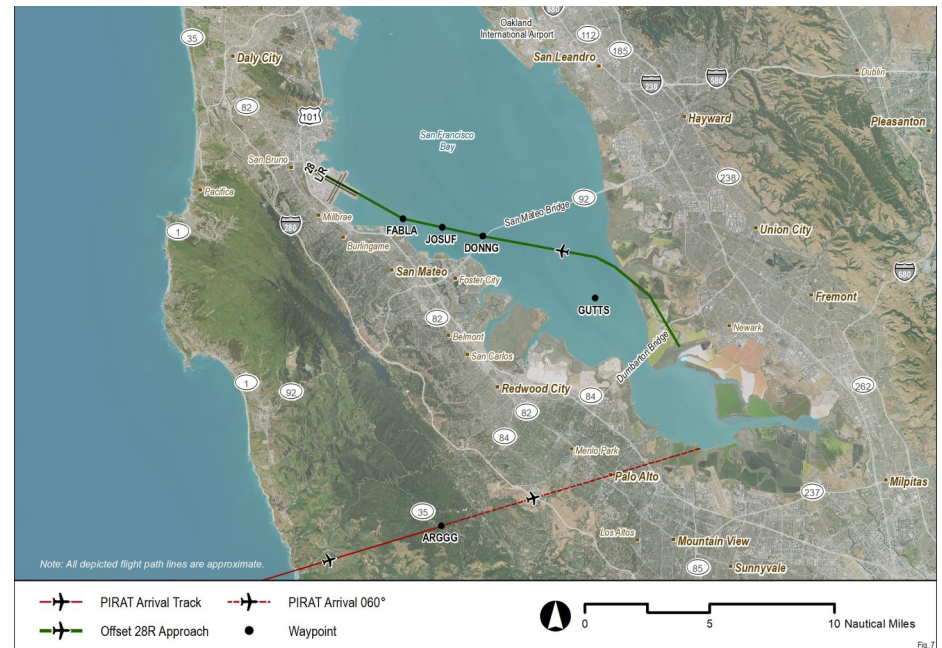 880
Oakland
International Airport
35
112
185
Daly City
San Leandro
580
Dublin
238
82
101
Hayward
Pleasanton
San Francisco
Bay
San Bruno
28
L/R
238
Pacifica
92
San Mateo Bridge
Millbrae
FABLA
1
280
JOSUF
Union City
Burlingame
DONNG
San Mateo
680
Foster City
Fremont
GUTTS
82
Newark
Belmont
Dumbarton Bridge
San Carlos
1
92
262
Redwood City
84
82
84
Menlo Park
Palo Alto
Milpitas
237
35
ARGGG
Los Altos
Mountain View
Note: All depicted flight path lines are approximate.
85
Sunnyvale
PIRAT Arrival Track
PIRAT Arrival 060°
Offset 28R Approach
Waypoint
0
5
10 Nautical Miles
Fig. 7